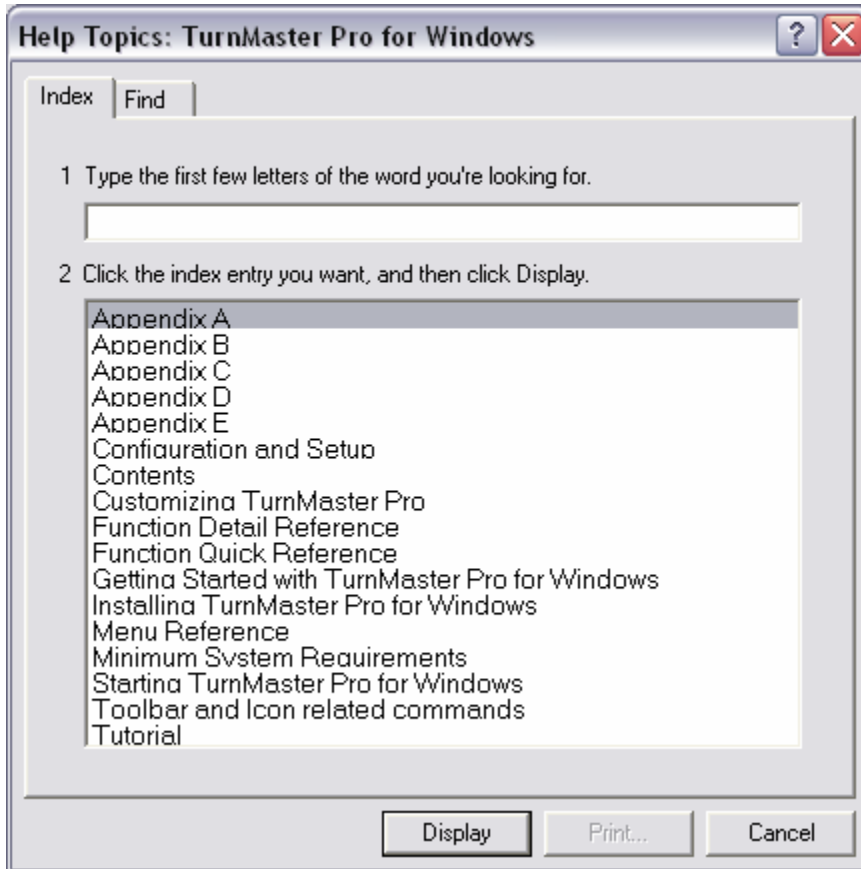 Help Topics: TurnMaster Pro for Windows
?
Index Find
1 Type the first few letters of the word you're looking for.
2 Click the index entry you want, and then click Display.
Appendix A
Appendix B
Appendix C
Appendix D
Appendix E
Configuration and Setup
Contents
Customizing TurnMaster Pro
Function Detail Reference
Function Quick Reference
Getting Started with TurnMaster Pro for Windows
Installing TurnMaster Pro for Windows
Menu Reference
Minimum System Requirements
Starting TurnMaster Pro for Windows
Toolbar and Icon related commands
Tutorial
Display Print... Cancel